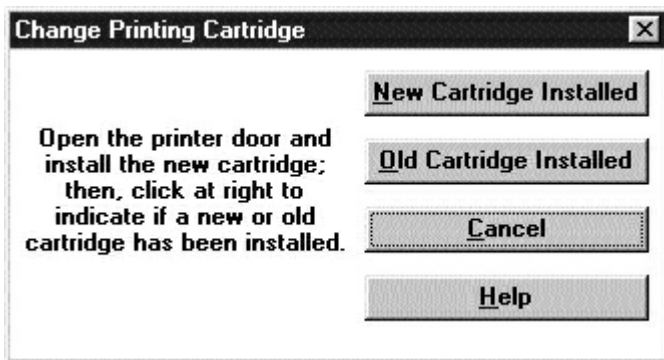 Change Printing Cartridge
Open the printer door and
install the new cartridge;
then, click at right to
indicate if a new or old
cartridge has been installed.
New Cartridge Installed
Old Cartridge Installed
Cancel
Help